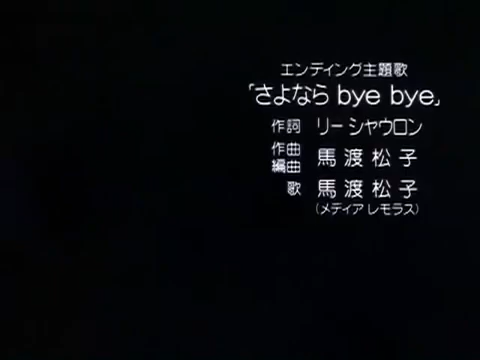 エンディング主題歌
「さよなら bye bye」
作詞 リー シャウロン
作曲
編曲 馬 渡 松 子
歌 馬 渡 松 子
(メディア レモラス)